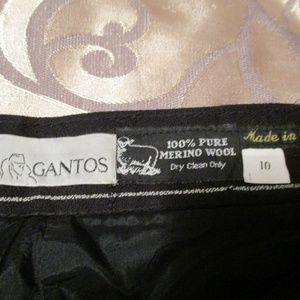 GANTOS
100% PURE
MERINO WOOL
Dry Clean Only
Made in
10